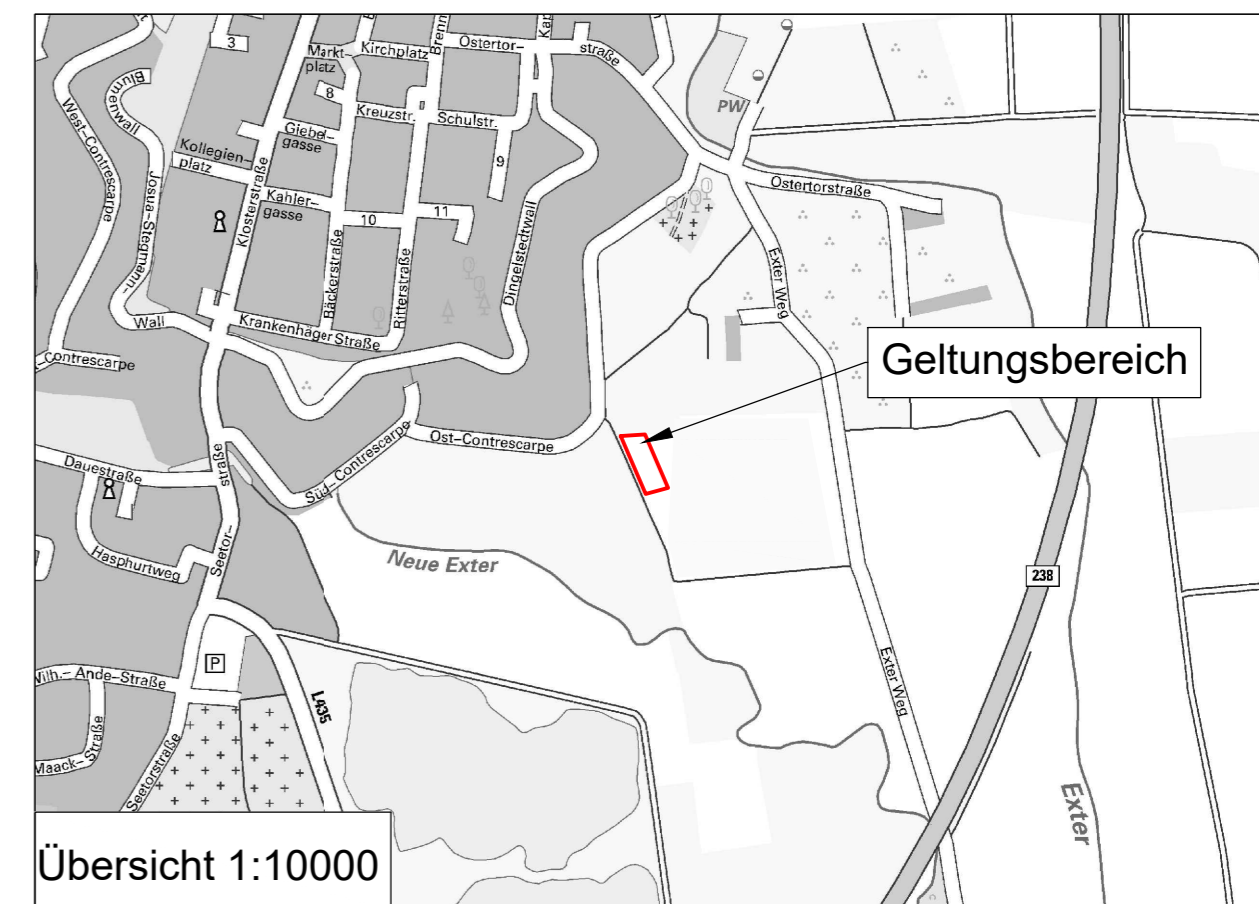 3
Markt-
platz
Kirchplatz
Ostertor-
straße
Blumenwall
West-Contrescarpe
8
Kreuzstr.
Schulstr.
PW
Giebel-
gasse
Kollegien-
platz
9
Josua-Stegmann-
Wall
Klosterstraße
Kahler-
gasse
10
11
Ostertorstraße
Bäckerstraße
Ritterstraße
Dingelstedtwall
Exter Weg
Krankenhäger Straße
Geltungsbereich
Contrescarpe
Ost-Contrescarpe
Süd-Contrescarpe
Dauestraße
Seetor-
straße
Hasphurtweg
Neue Exter
238
P
Wilh.-Ande-Straße
L435
Exter Weg
Maack-Straße
Seetorstraße
Exter
Übersicht 1:10000